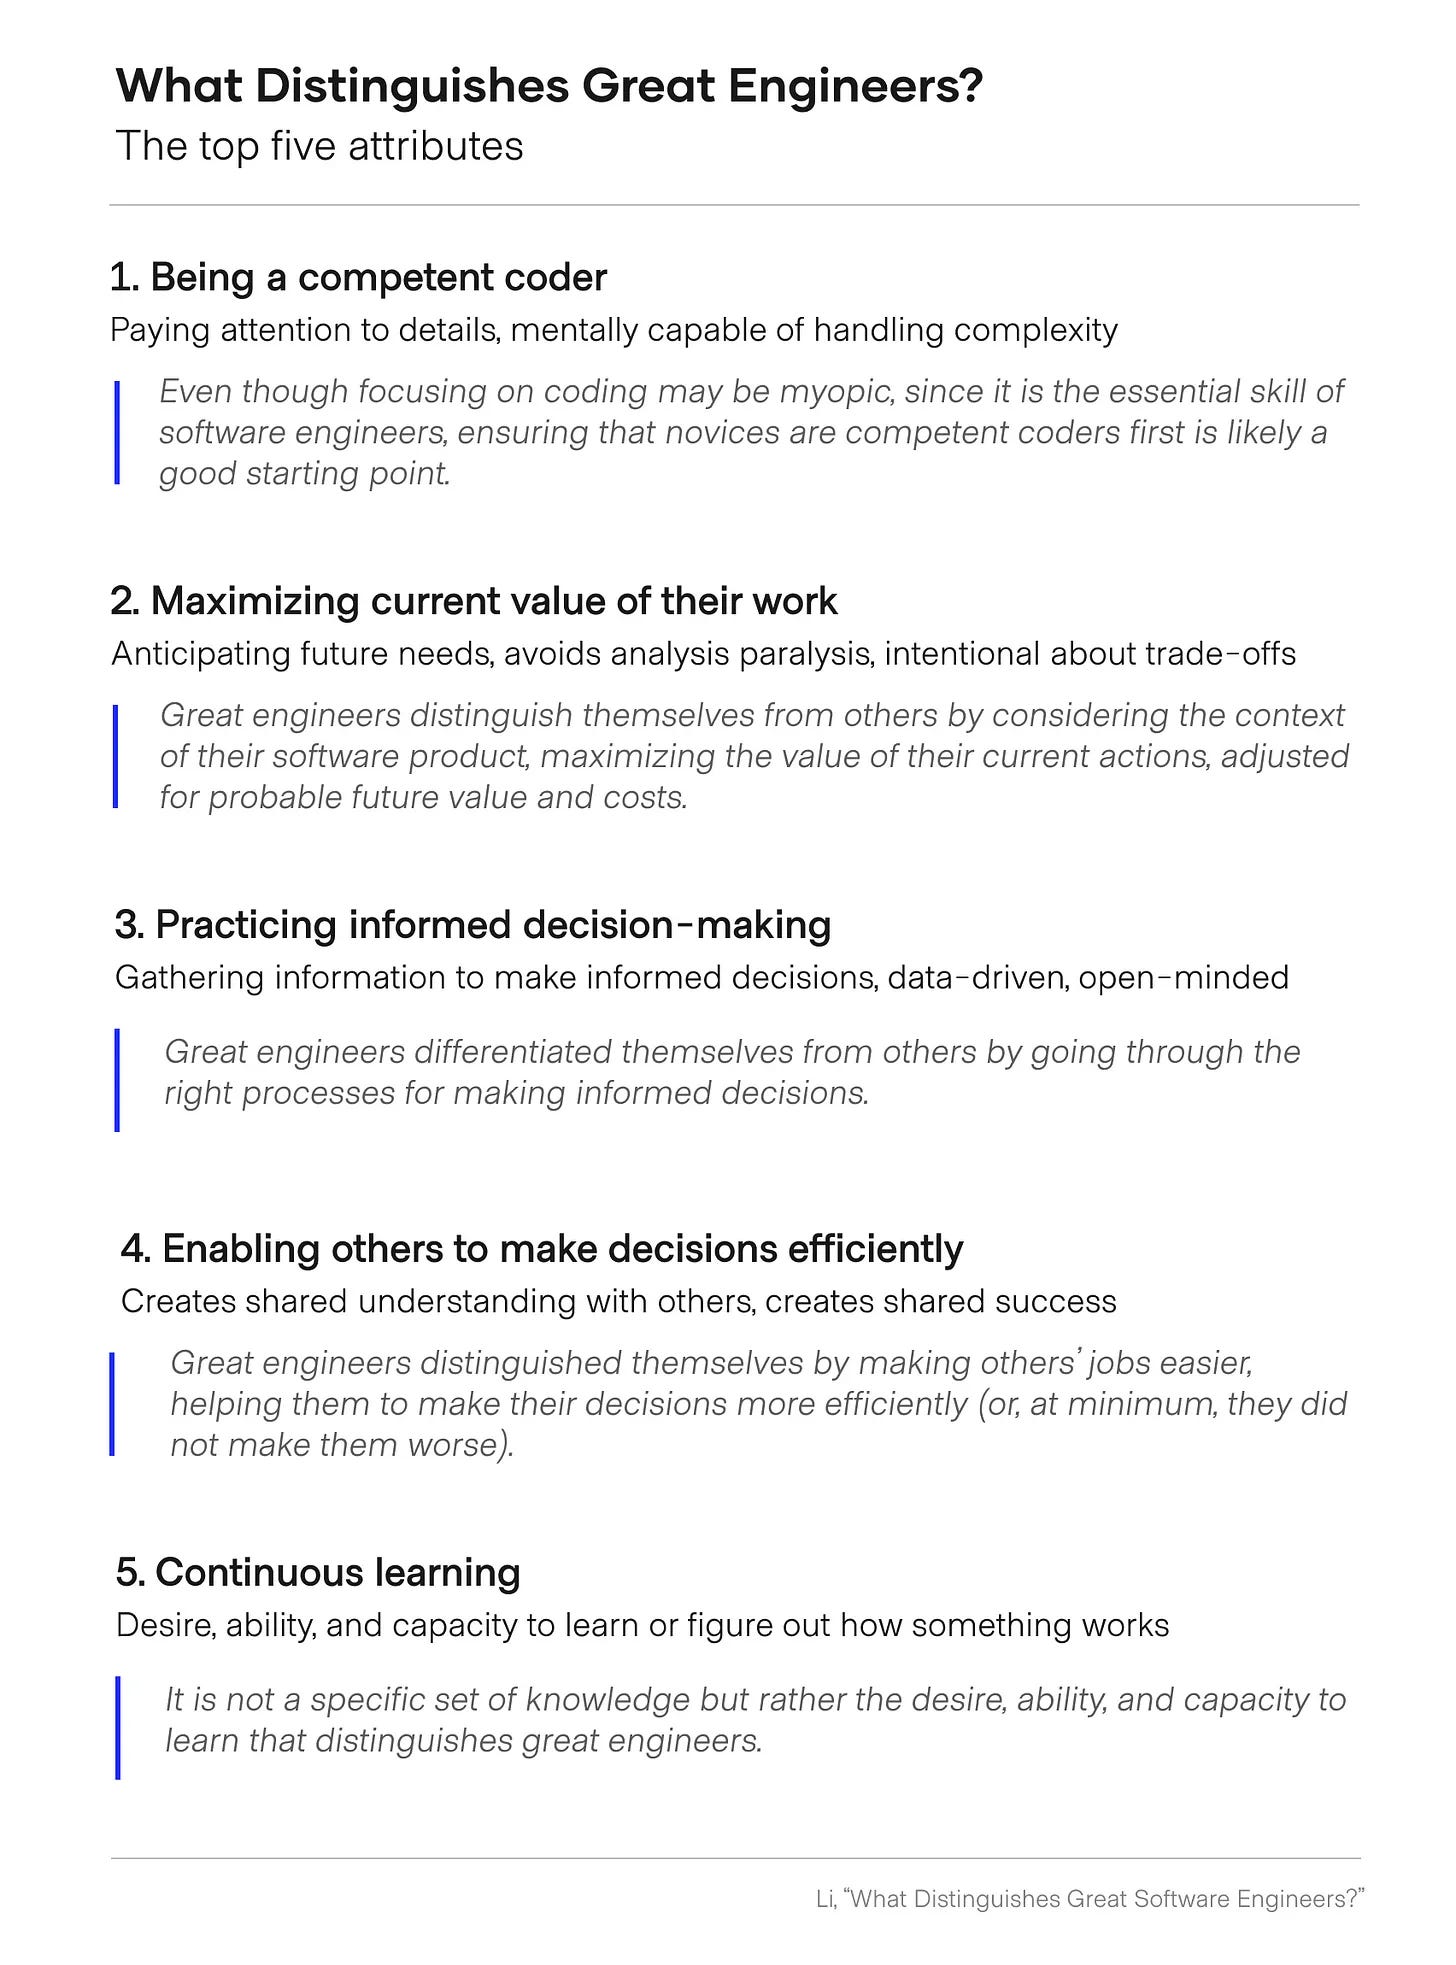 What Distinguishes Great Engineers?
The top five attributes
1. Being a competent coder
Paying attention to details, mentally capable of handling complexity
Even though focusing on coding may be myopic, since it is the essential skill of
software engineers, ensuring that novices are competent coders first is likely a
good starting point.
2. Maximizing current value of their work
Anticipating future needs, avoids analysis paralysis, intentional about trade-offs
Great engineers distinguish themselves from others by considering the context
of their software product, maximizing the value of their current actions, adjusted
for probable future value and costs.
3. Practicing informed decision-making
Gathering information to make informed decisions, data-driven, open-minded
Great engineers differentiated themselves from others by going through the
right processes for making informed decisions.
4. Enabling others to make decisions efficiently
Creates shared understanding with others, creates shared success
Great engineers distinguished themselves by making others’ jobs easier,
helping them to make their decisions more efficiently (or, at minimum, they did
not make them worse).
5. Continuous learning
Desire, ability, and capacity to learn or figure out how something works
It is not a specific set of knowledge but rather the desire, ability, and capacity to
learn that distinguishes great engineers.
Li, “What Distinguishes Great Software Engineers?”